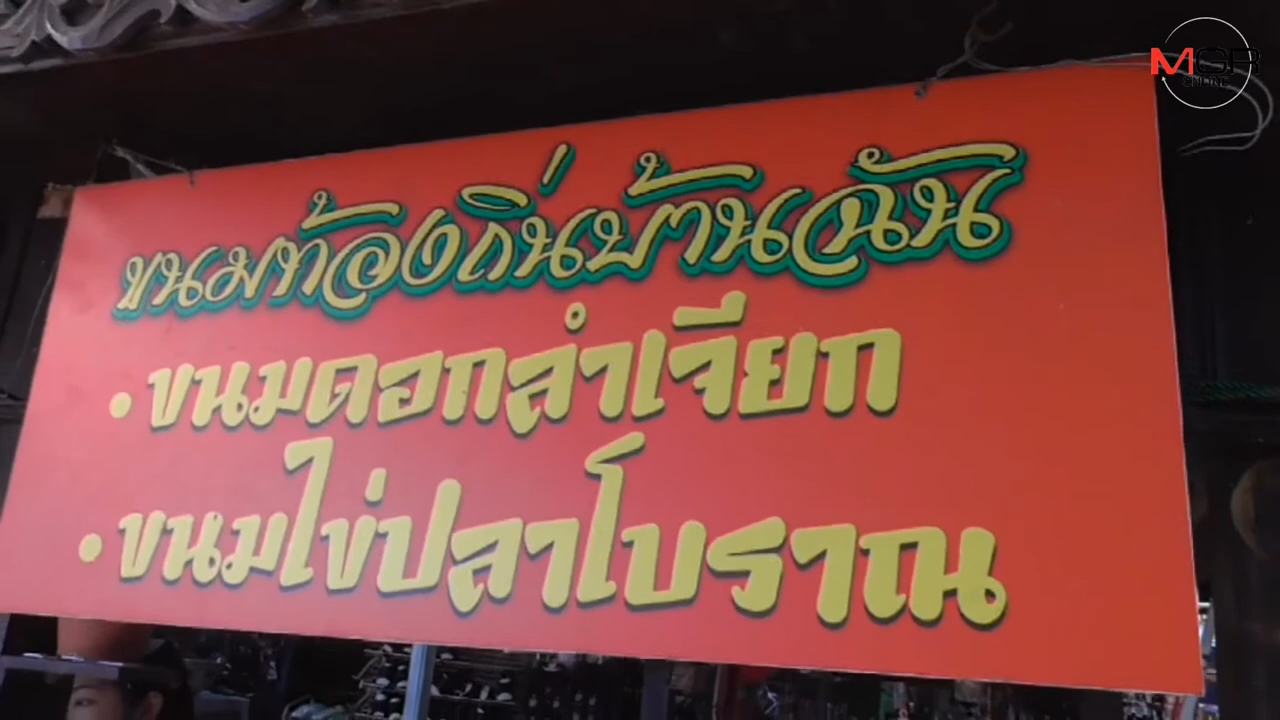 MGR
ONLINE
ขนมท้องถิ่นบ้านฉัน
• ขนมดอกลำเจียก
• ขนมไข่ปลาโบราณ